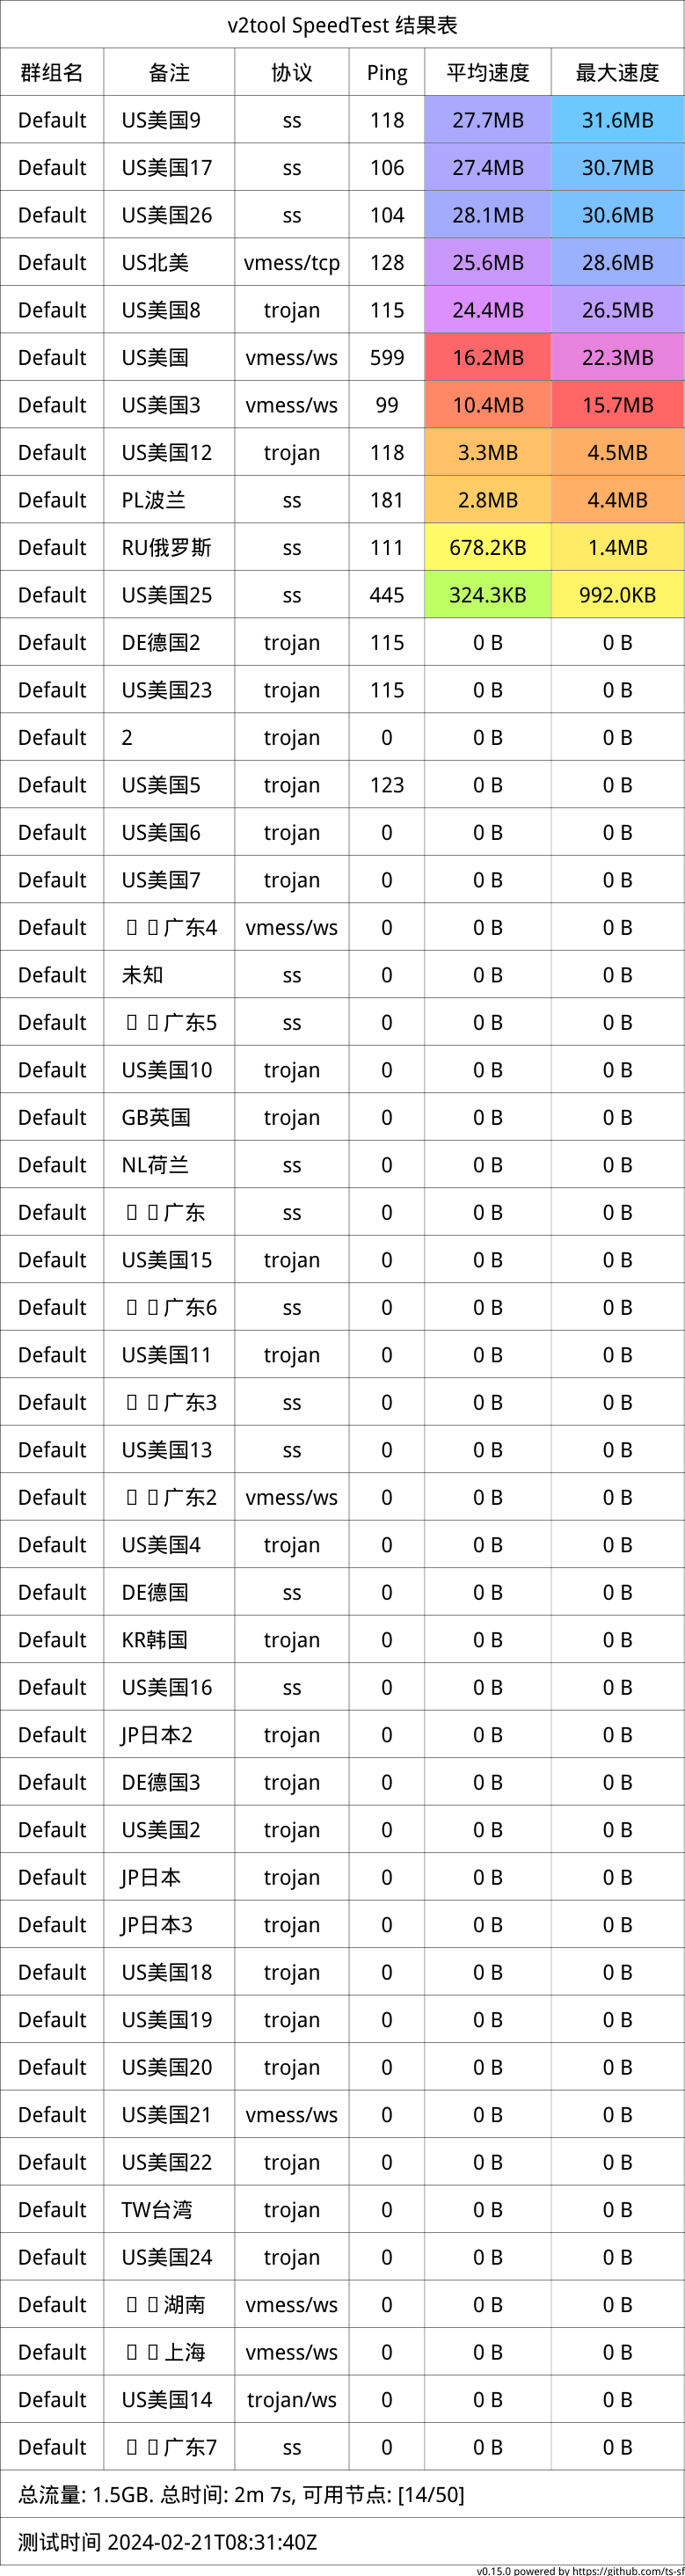 v2tool SpeedTest 结果表
群组名 备注 协议 Ping 平均速度 最大速度
Default US美国9 ss 118 27.7MB 31.6MB
Default US美国17 ss 106 27.4MB 30.7MB
Default US美国26 ss 104 28.1MB 30.6MB
Default US北美 vmess/tcp 128 25.6MB 28.6MB
Default US美国8 trojan 115 24.4MB 26.5MB
Default US美国 vmess/ws 599 16.2MB 22.3MB
Default US美国3 vmess/ws 99 10.4MB 15.7MB
Default US美国12 trojan 118 3.3MB 4.5MB
Default PL波兰 ss 181 2.8MB 4.4MB
Default RU俄罗斯 ss 111 678.2KB 1.4MB
Default US美国25 ss 445 324.3KB 992.0KB
Default DE德国2 trojan 115 0 B 0 B
Default US美国23 trojan 115 0 B 0 B
Default 2 trojan 0 0 B 0 B
Default US美国5 trojan 123 0 B 0 B
Default US美国6 trojan 0 0 B 0 B
Default US美国7 trojan 0 0 B 0 B
Default 广东4 vmess/ws 0 0 B 0 B
Default 未知 ss 0 0 B 0 B
Default 广东5 ss 0 0 B 0 B
Default US美国10 trojan 0 0 B 0 B
Default GB英国 trojan 0 0 B 0 B
Default NL荷兰 ss 0 0 B 0 B
Default 广东 ss 0 0 B 0 B
Default US美国15 trojan 0 0 B 0 B
Default 广东6 ss 0 0 B 0 B
Default US美国11 trojan 0 0 B 0 B
Default 广东3 ss 0 0 B 0 B
Default US美国13 ss 0 0 B 0 B
Default 广东2 vmess/ws 0 0 B 0 B
Default US美国4 trojan 0 0 B 0 B
Default DE德国 ss 0 0 B 0 B
Default KR韩国 trojan 0 0 B 0 B
Default US美国16 ss 0 0 B 0 B
Default JP日本2 trojan 0 0 B 0 B
Default DE德国3 trojan 0 0 B 0 B
Default US美国2 trojan 0 0 B 0 B
Default JP日本 trojan 0 0 B 0 B
Default JP日本3 trojan 0 0 B 0 B
Default US美国18 trojan 0 0 B 0 B
Default US美国19 trojan 0 0 B 0 B
Default US美国20 trojan 0 0 B 0 B
Default US美国21 vmess/ws 0 0 B 0 B
Default US美国22 trojan 0 0 B 0 B
Default TW台湾 trojan 0 0 B 0 B
Default US美国24 trojan 0 0 B 0 B
Default 湖南 vmess/ws 0 0 B 0 B
Default 上海 vmess/ws 0 0 B 0 B
Default US美国14 trojan/ws 0 0 B 0 B
Default 广东7 ss 0 0 B 0 B
总流量: 1.5GB. 总时间: 2m 7s, 可用节点: [14/50]
测试时间 2024-02-21T08:31:40Z
v0.15.0 powered by https://github.com/ts-sf